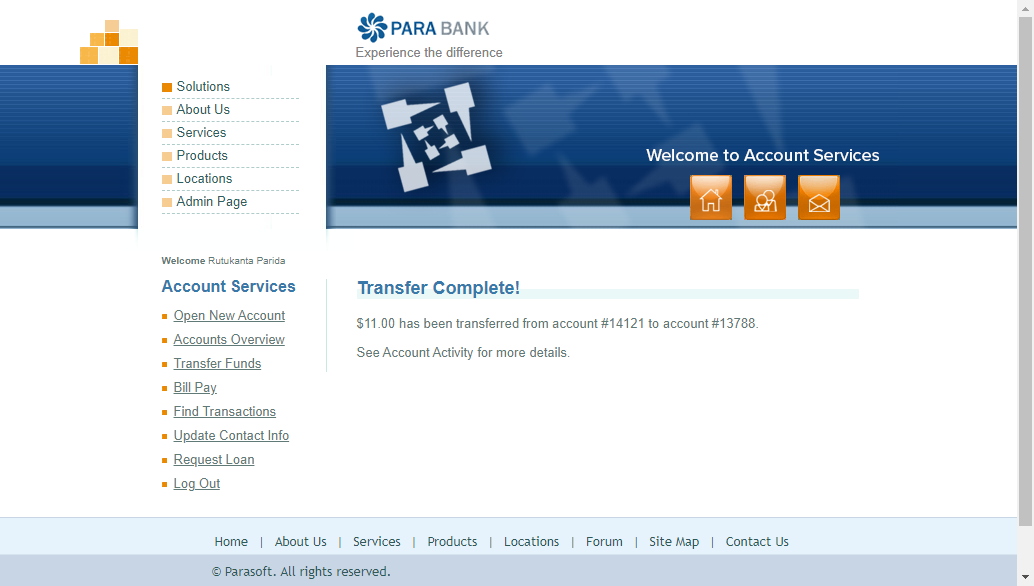 PARA BANK
Experience the difference
Solutions
About Us
Services
Products
Locations
Admin Page
Welcome to Account Services
Welcome Rutukanta Parida
Account Services
Open New Account
Accounts Overview
Transfer Funds
Bill Pay
Find Transactions
Update Contact Info
Request Loan
Log Out
Transfer Complete!
$11.00 has been transferred from account #14121 to account #13788.
See Account Activity for more details.
Home | About Us | Services | Products | Locations | Forum | Site Map | Contact Us
© Parasoft. All rights reserved.